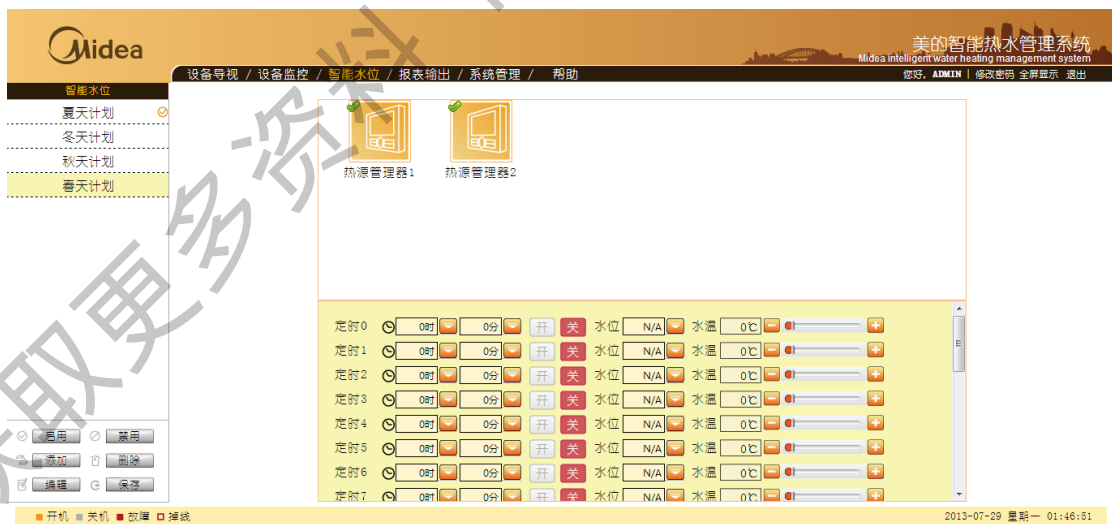 Midea
美的智能热水管理系统
Midea intelligent water heating management system
设备导视 / 设备监控 / 智能水位 / 报表输出 / 系统管理 / 帮助
您好, ADMIN | 修改密码 全屏显示 退出
智能水位
夏天计划
冬天计划
秋天计划
春天计划
热源管理器1 热源管理器2
定时0 0时 0分 开 关 水位 N/A 水温 0℃
定时1 0时 0分 开 关 水位 N/A 水温 0℃
定时2 0时 0分 开 关 水位 N/A 水温 0℃
定时3 0时 0分 开 关 水位 N/A 水温 0℃
定时4 0时 0分 开 关 水位 N/A 水温 0℃
定时5 0时 0分 开 关 水位 N/A 水温 0℃
定时6 0时 0分 开 关 水位 N/A 水温 0℃
定时7 0时 0分 开 关 水位 N/A 水温 0℃
启用 禁用
添加 删除
编辑 保存
开机 关机 故障 掉线
2013-07-29 星期一 01:46:51
取更多资料